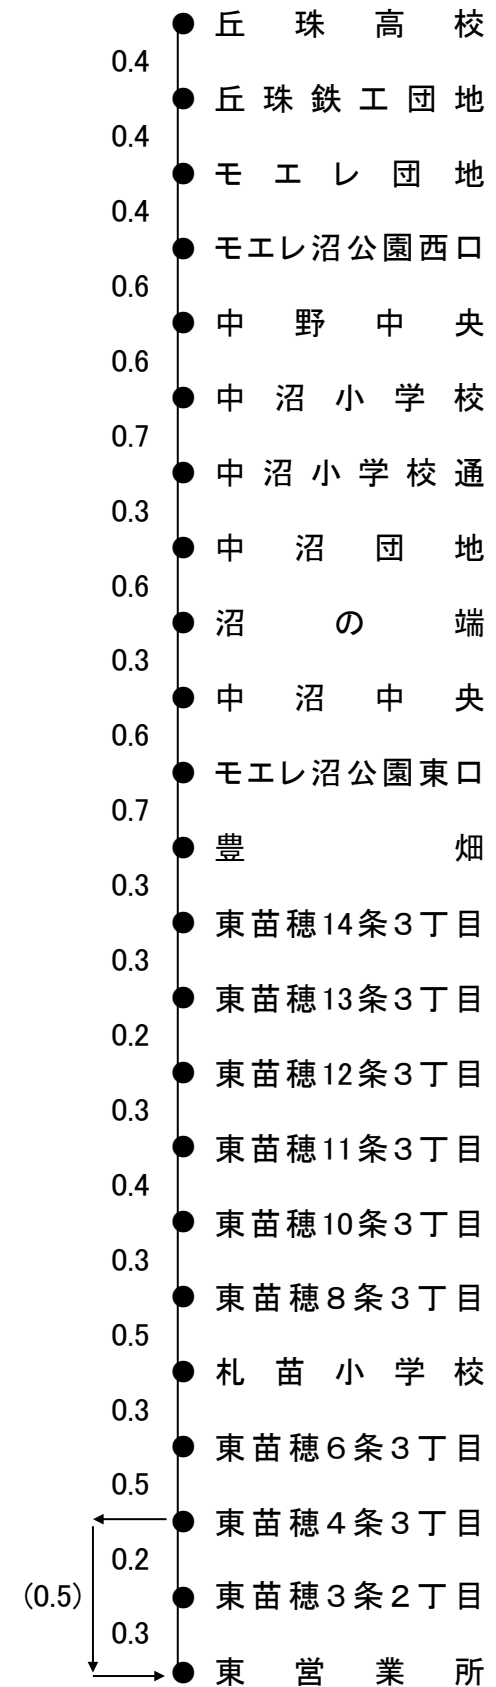 丘珠高校
0.4
丘珠鉄工団地
0.4
モエレ団地
0.4
モエレ沼公園西口
0.6
中野中央
0.6
中沼小学校
0.7
中沼小学校通
0.3
中沼団地
0.6
沼の端
0.3
中沼中央
0.6
モエレ沼公園東口
0.7
豊畑
0.3
東苗穂14条3丁目
0.3
東苗穂13条3丁目
0.2
東苗穂12条3丁目
0.3
東苗穂11条3丁目
0.4
東苗穂10条3丁目
0.3
東苗穂8条3丁目
0.5
札苗小学校
0.3
東苗穂6条3丁目
0.5
東苗穂4条3丁目
0.2
(0.5)
東苗穂3条2丁目
0.3
東営業所